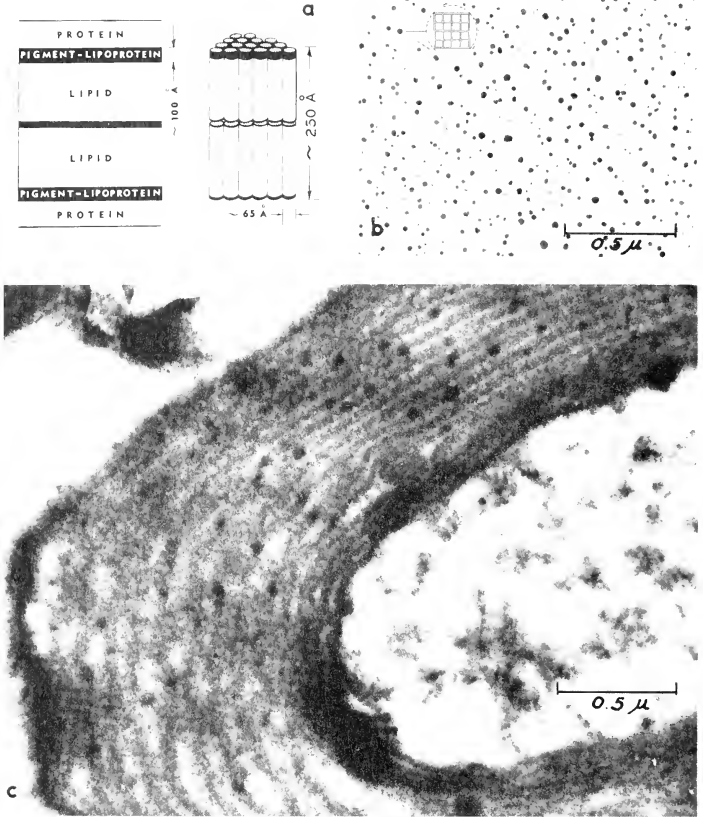 a
PROTEIN
PIGMENT-LIPOPROTEIN
LIPID
LIPID
PIGMENT-LIPOPROTEIN
PROTEIN
~ 100 Å
~ 250 Å
~ 65 Å
b
0.5 μ
0.5 μ
c